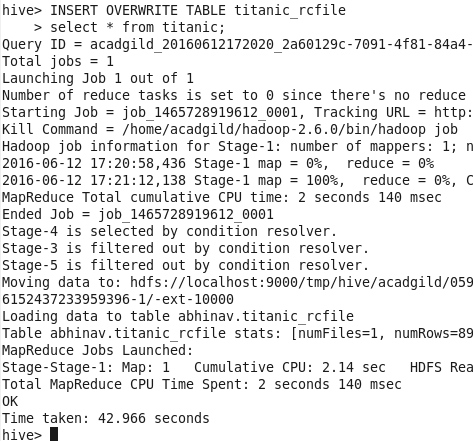 hive> INSERT OVERWRITE TABLE titanic_rcfile
    > select * from titanic;
Query ID = acadgild_20160612172020_2a60129c-7091-4f81-84a4-
Total jobs = 1
Launching Job 1 out of 1
Number of reduce tasks is set to 0 since there's no reduce
Starting Job = job_1465728919612_0001, Tracking URL = http:
Kill Command = /home/acadgild/hadoop-2.6.0/bin/hadoop job
Hadoop job information for Stage-1: number of mappers: 1; n
2016-06-12 17:20:58,436 Stage-1 map = 0%,  reduce = 0%
2016-06-12 17:21:12,138 Stage-1 map = 100%,  reduce = 0%, C
MapReduce Total cumulative CPU time: 2 seconds 140 msec
Ended Job = job_1465728919612_0001
Stage-4 is selected by condition resolver.
Stage-3 is filtered out by condition resolver.
Stage-5 is filtered out by condition resolver.
Moving data to: hdfs://localhost:9000/tmp/hive/acadgild/059
6152437233959396-1/-ext-10000
Loading data to table abhinav.titanic_rcfile
Table abhinav.titanic_rcfile stats: [numFiles=1, numRows=89
MapReduce Jobs Launched:
Stage-Stage-1: Map: 1   Cumulative CPU: 2.14 sec   HDFS Rea
Total MapReduce CPU Time Spent: 2 seconds 140 msec
OK
Time taken: 42.966 seconds
hive>